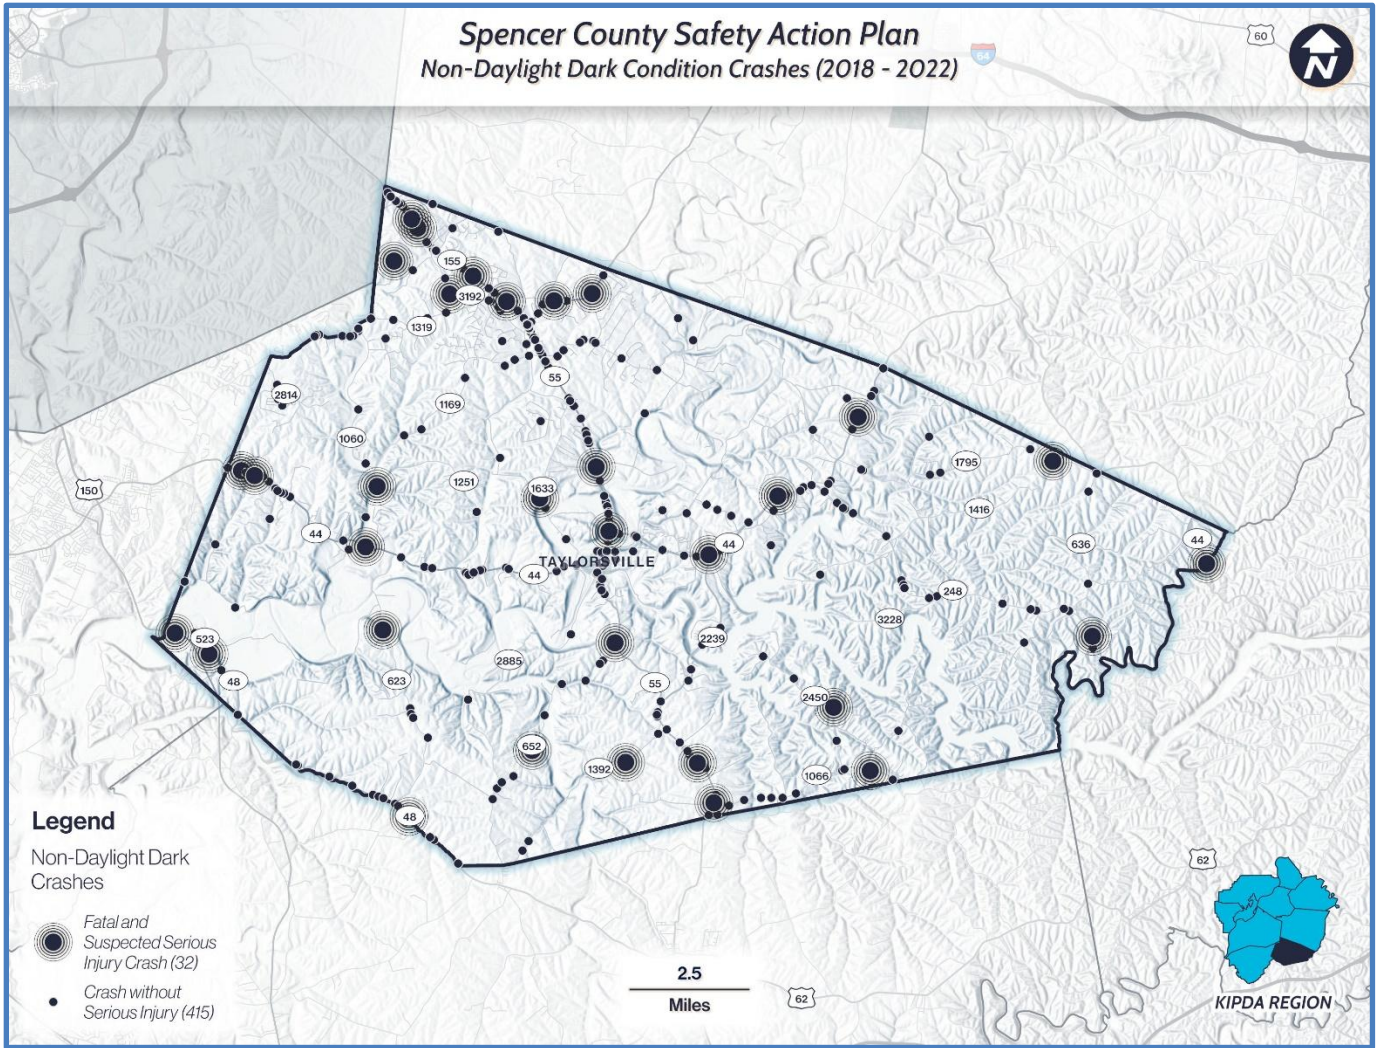 Spencer County Safety Action Plan
Non-Daylight Dark Condition Crashes (2018 - 2022)
64
60
N
155
3192
1319
55
2814
1169
1060
1795
150
1251
1633
1416
44
44
44
636
TAYLORSVILLE
44
248
3228
523
2239
2885
48
623
55
2450
652
1392
1066
48
Legend
Non-Daylight Dark
Crashes
Fatal and
Suspected Serious
Injury Crash (32)
Crash without
Serious Injury (415)
2.5
Miles
62
62
KIPDA REGION